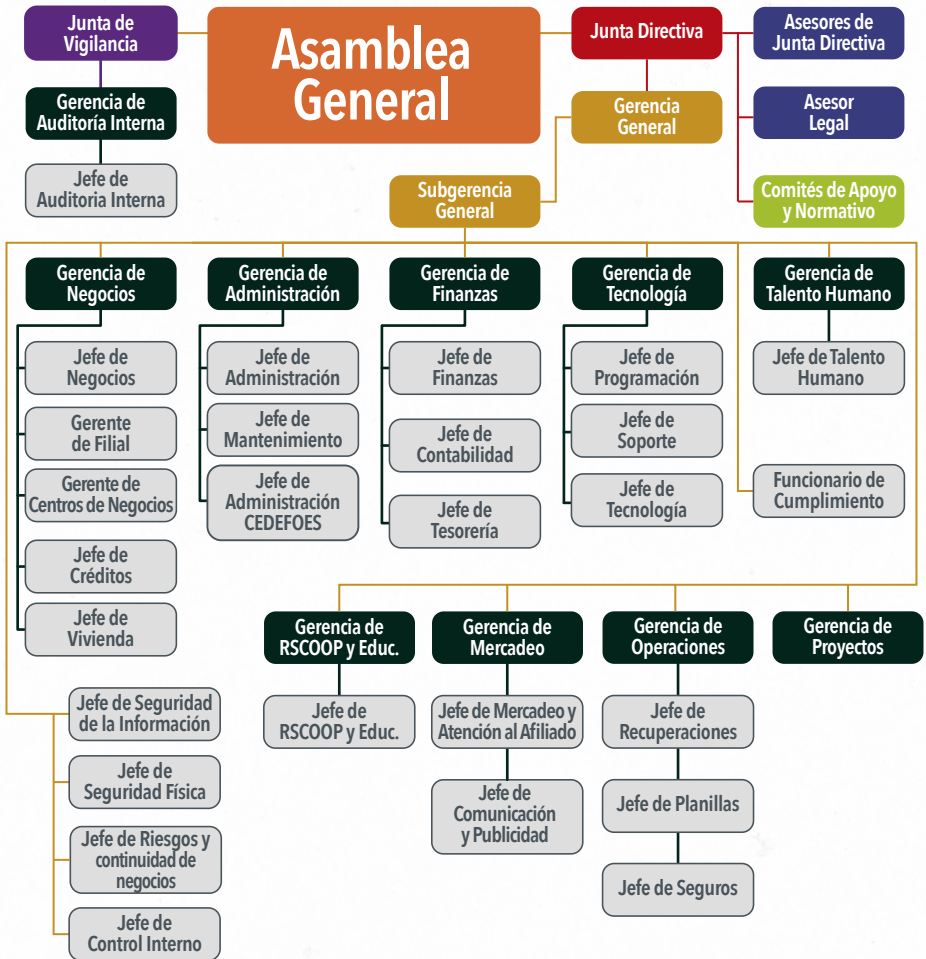 Junta de
Vigilancia
Asamblea
General
Junta Directiva
Asesores de
Junta Directiva
Gerencia de
Auditoría Interna
Gerencia
General
Asesor
Legal
Jefe de
Auditoria Interna
Subgerencia
General
Comités de Apoyo
y Normativo
Gerencia de
Negocios
Gerencia de
Administración
Gerencia de
Finanzas
Gerencia de
Tecnología
Gerencia de
Talento Humano
Jefe de
Negocios
Gerente
de Filial
Gerente de
Centros de Negocios
Jefe de
Créditos
Jefe de
Vivienda
Jefe de
Administración
Jefe de
Mantenimiento
Jefe de
Administración
CEDEFOES
Jefe de
Finanzas
Jefe de
Contabilidad
Jefe de
Tesorería
Jefe de
Programación
Jefe de
Soporte
Jefe de
Tecnología
Jefe de Talento
Humano
Funcionario de
Cumplimiento
Gerencia de
RSCOOP y Educ.
Gerencia de
Mercadeo
Gerencia de
Operaciones
Gerencia de
Proyectos
Jefe de
RSCOOP y Educ.
Jefe de Mercadeo y
Atención al Afiliado
Jefe de
Comunicación
y Publicidad
Jefe de
Recuperaciones
Jefe de Planillas
Jefe de Seguros
Jefe de Seguridad
de la Información
Jefe de
Seguridad Física
Jefe de Riesgos y
continuidad de
negocios
Jefe de
Control Interno